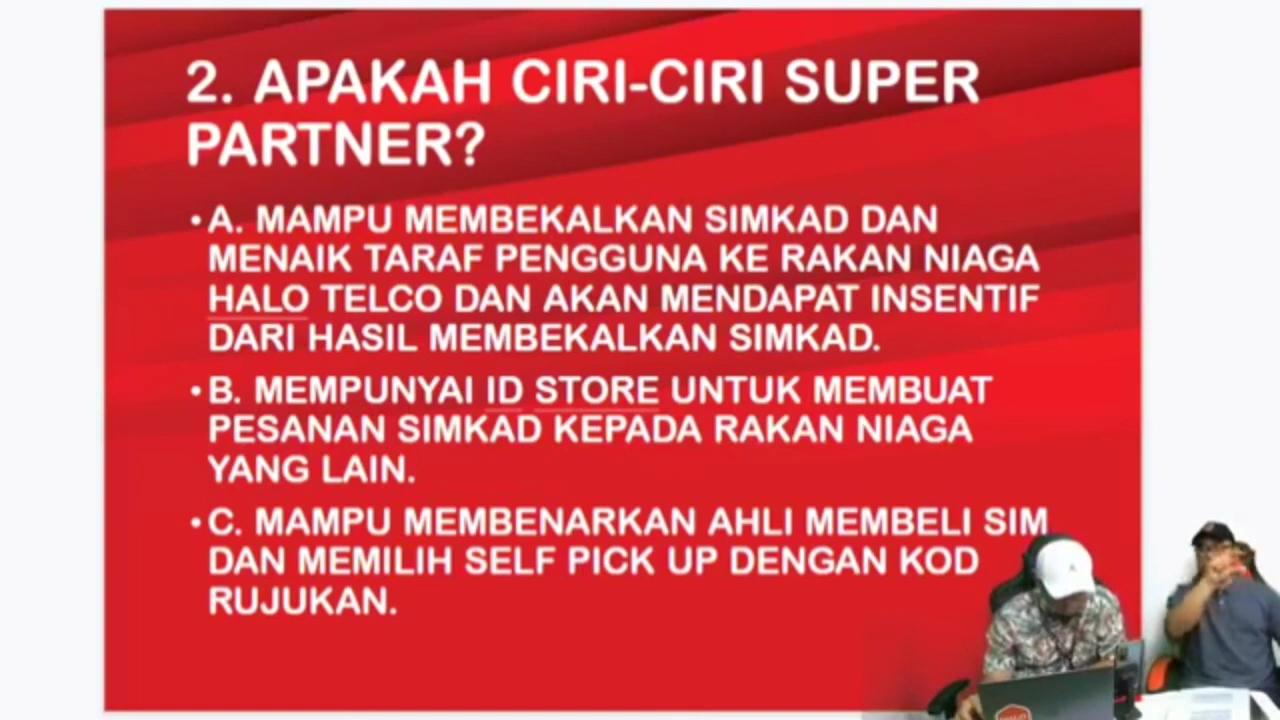 2. APAKAH CIRI-CIRI SUPER
PARTNER?
• A. MAMPU MEMBEKALKAN SIMKAD DAN
MENAIK TARAF PENGGUNA KE RAKAN NIAGA
HALO TELCO DAN AKAN MENDAPAT INSENTIF
DARI HASIL MEMBEKALKAN SIMKAD.
• B. MEMPUNYAI ID STORE UNTUK MEMBUAT
PESANAN SIMKAD KEPADA RAKAN NIAGA
YANG LAIN.
• C. MAMPU MEMBENARKAN AHLI MEMBELI SIM
DAN MEMILIH SELF PICK UP DENGAN KOD
RUJUKAN.